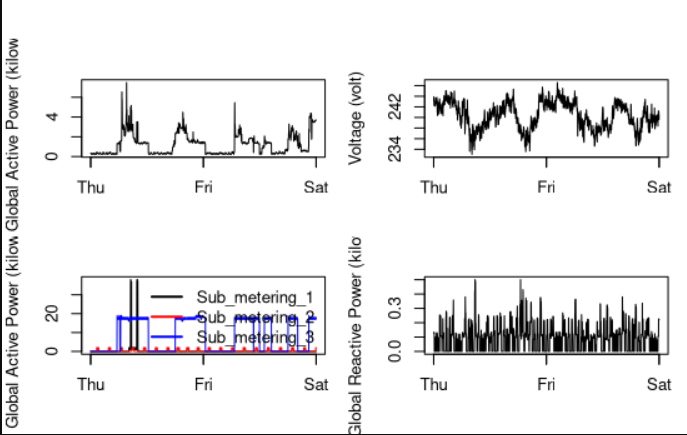 Global Active Power (kilow
4
0
Thu Fri Sat
Voltage (volt)
242
234
Thu Fri Sat
Global Active Power (kilow
20
0
Sub_metering_1
Sub_metering_2
Sub_metering_3
Thu Fri Sat
Global Reactive Power (kilo
0.3
0.0
Thu Fri Sat